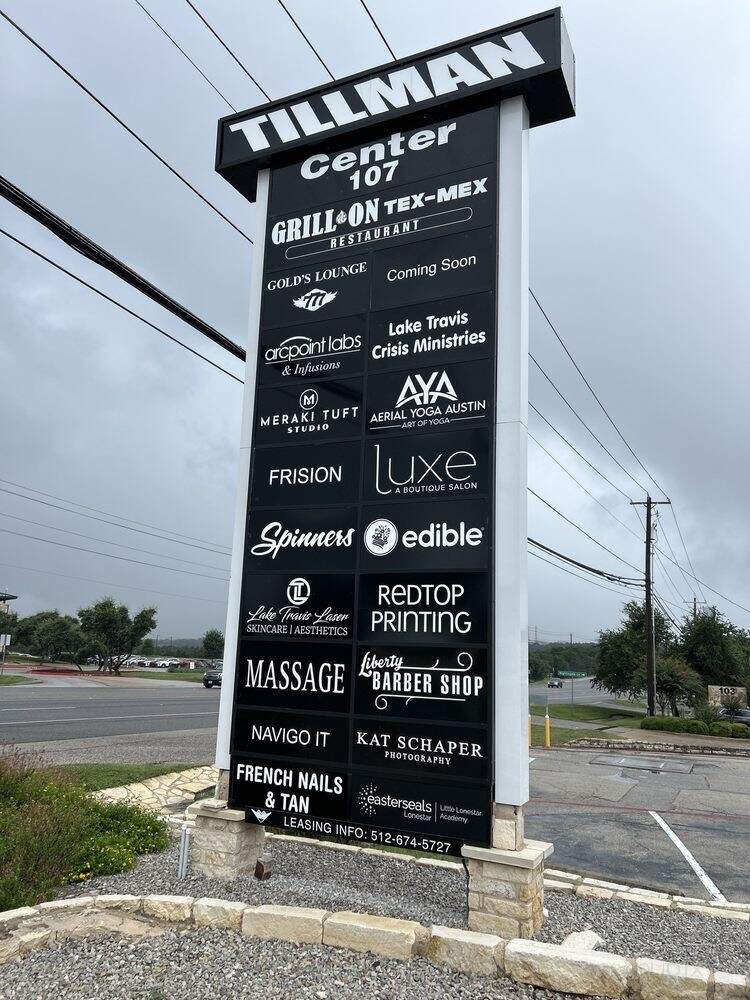 TILLMAN
Center
107
GRILL ON TEX-MEX
RESTAURANT
GOLD'S LOUNGE
777
Coming Soon
arcpoint labs
& Infusions
Lake Travis
Crisis Ministries
M
MERAKI TUFT
STUDIO
AYA
AERIAL YOGA AUSTIN
ART OF YOGA
FRISION
luxe
A BOUTIQUE SALON
Spinners
edible
LTL
Lake Travis Laser
SKINCARE | AESTHETICS
REDTOP
PRINTING
MASSAGE
Liberty
BARBER SHOP
NAVIGO IT
KAT SCHAPER
PHOTOGRAPHY
FRENCH NAILS
& TAN
easterseals
Lonestar
Little Lonestar
Academy
LEASING INFO: 512-674-5727
103